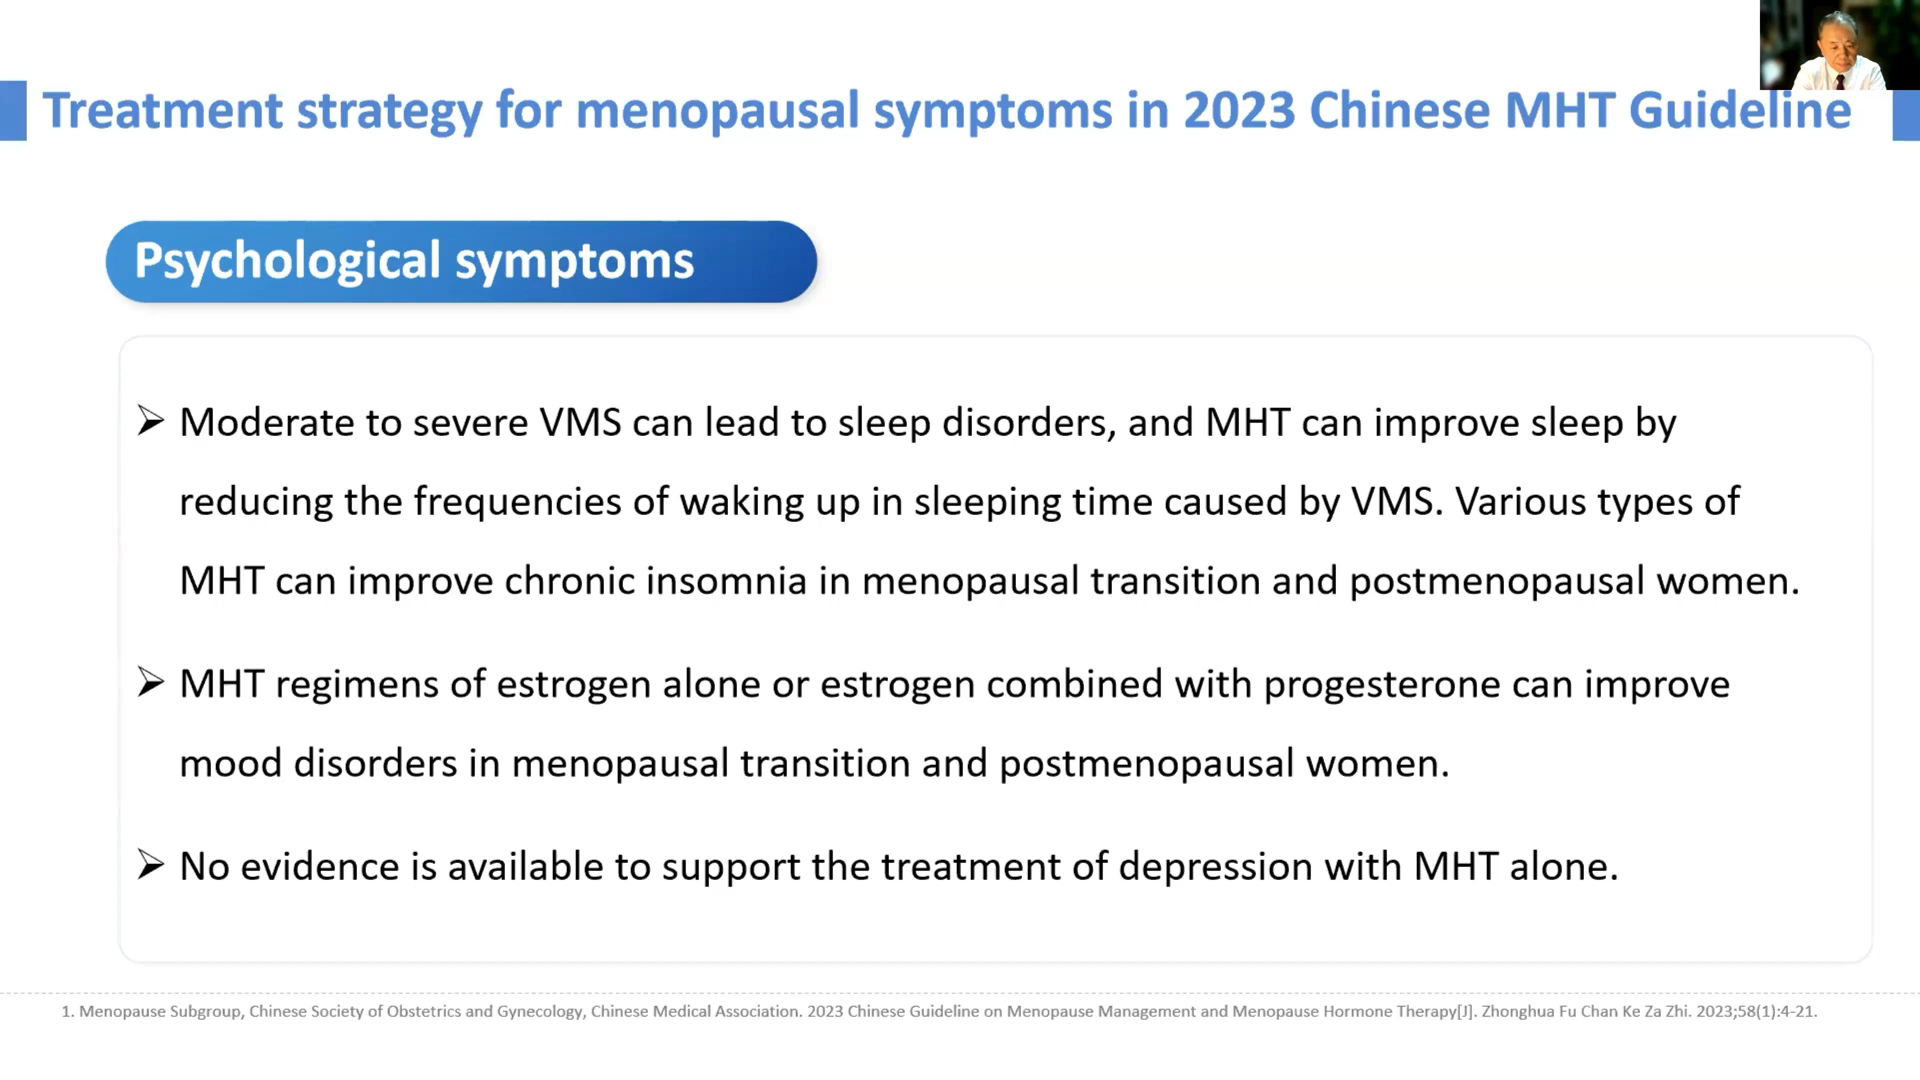 Treatment strategy for menopausal symptoms in 2023 Chinese MHT Guideline
Psychological symptoms
➢ Moderate to severe VMS can lead to sleep disorders, and MHT can improve sleep by
reducing the frequencies of waking up in sleeping time caused by VMS. Various types of
MHT can improve chronic insomnia in menopausal transition and postmenopausal women.
➢ MHT regimens of estrogen alone or estrogen combined with progesterone can improve
mood disorders in menopausal transition and postmenopausal women.
➢ No evidence is available to support the treatment of depression with MHT alone.
1. Menopause Subgroup, Chinese Society of Obstetrics and Gynecology, Chinese Medical Association. 2023 Chinese Guideline on Menopause Management and Menopause Hormone Therapy[J]. Zhonghua Fu Chan Ke Za Zhi. 2023;58(1):4-21.